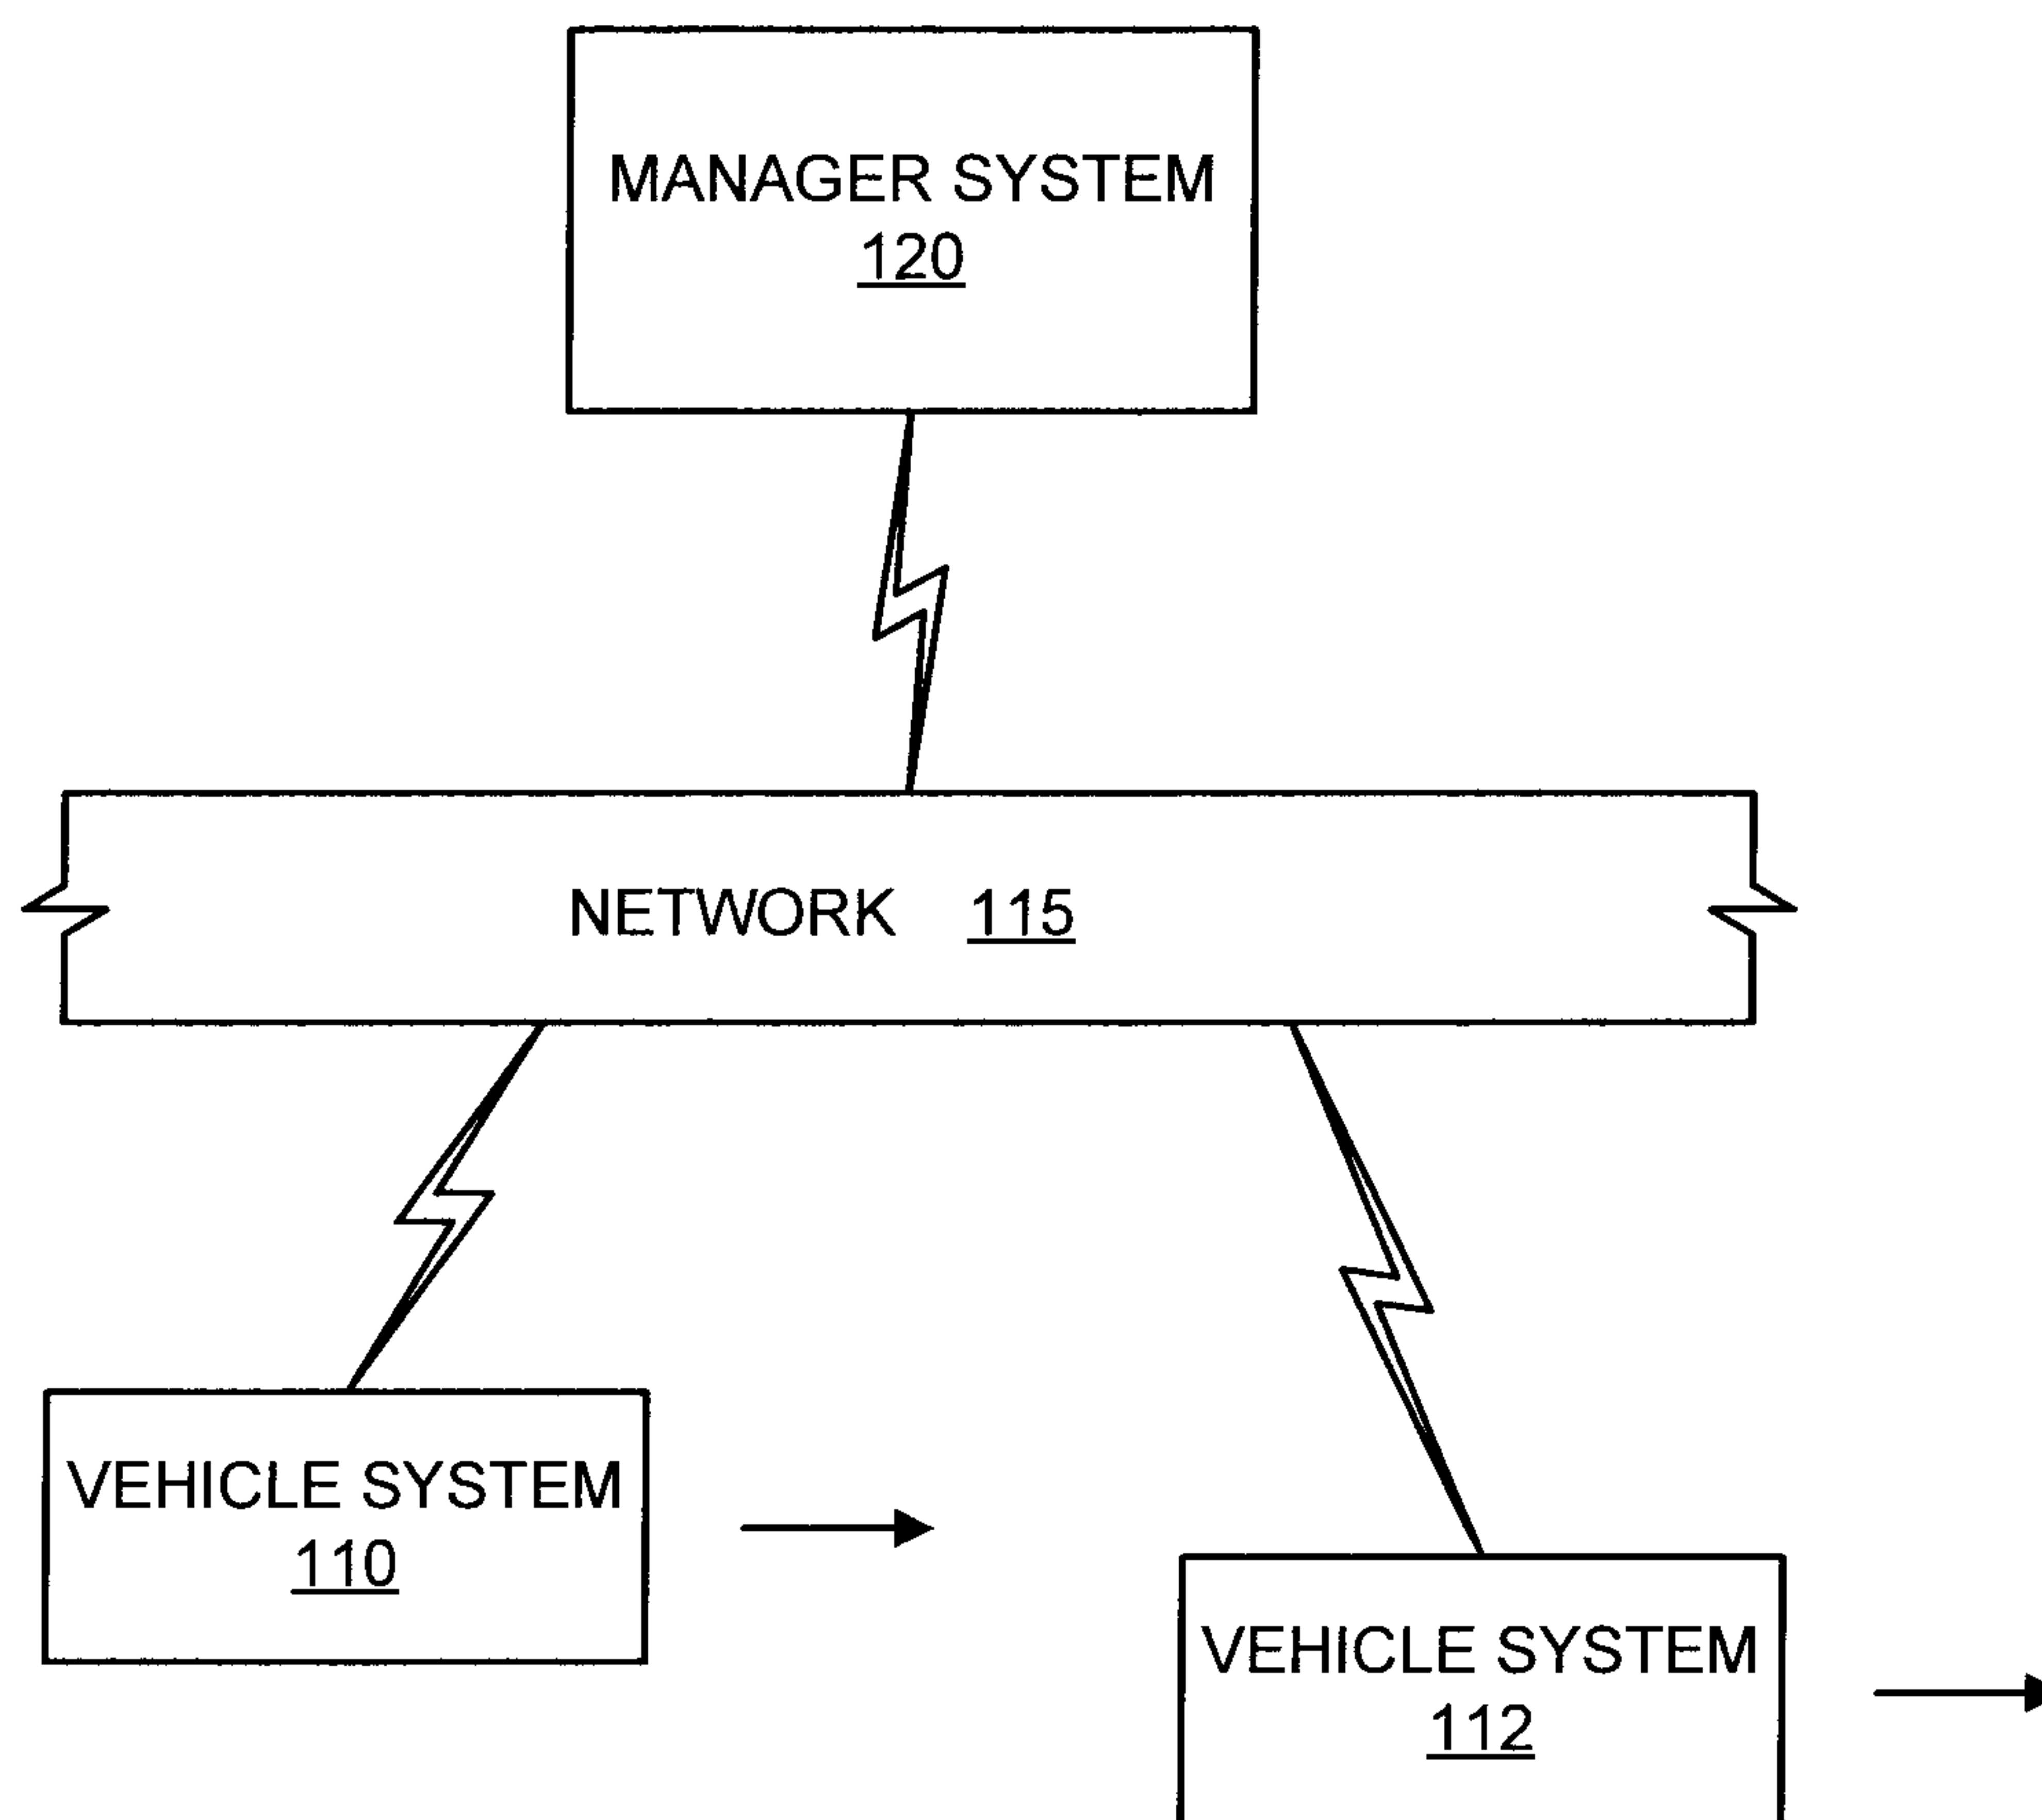 MANAGER SYSTEM
120
NETWORK 115
VEHICLE SYSTEM
110
VEHICLE SYSTEM
112